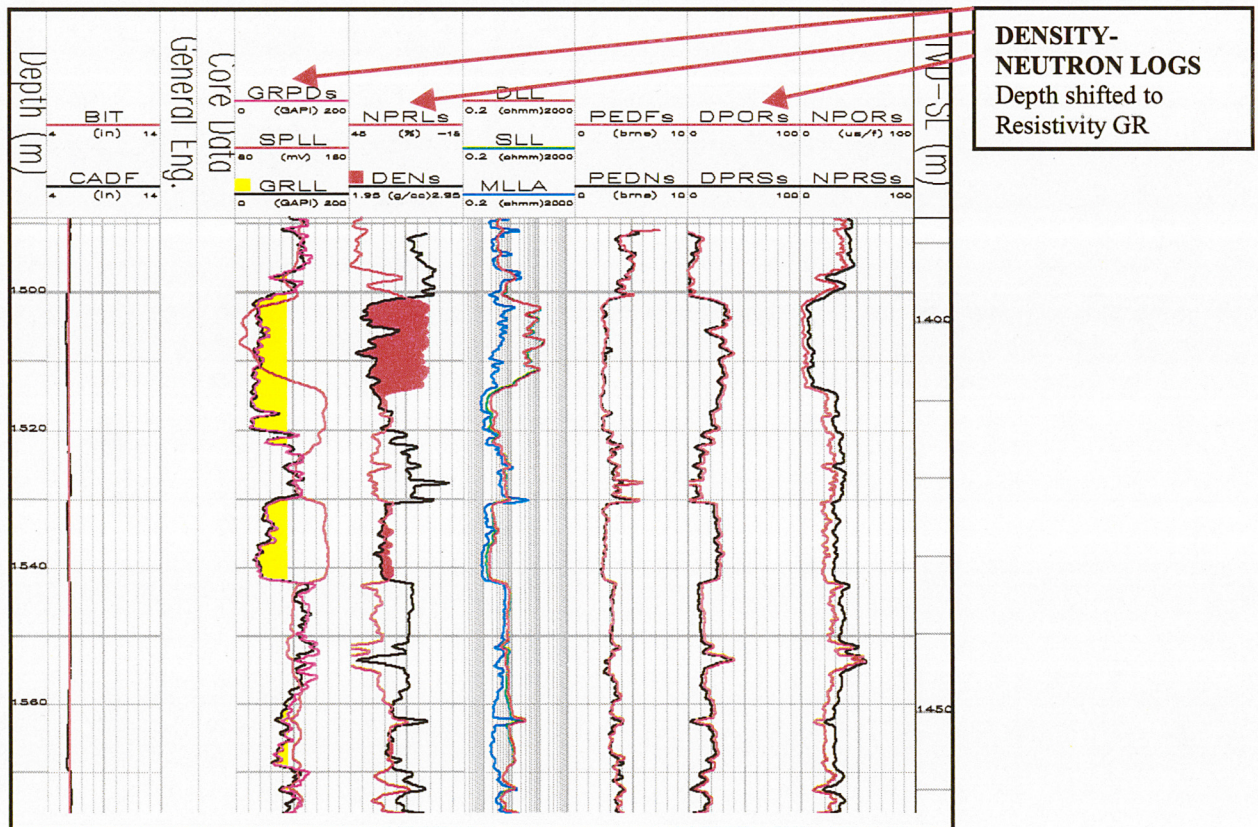 DENSITY-
NEUTRON LOGS
Depth shifted to
Resistivity GR
Depth (m)
BIT
4 (in) 14
CADF
4 (in) 14
General Eng.
Core Data
GRPDs
0 (GAPI) 200
SPLL
80 (mV) 180
GRLL
0 (GAPI) 200
NPRLs
45 (%) -15
DENs
1.95 (g/cc) 2.95
DLL
0.2 (ohmm) 2000
SLL
0.2 (ohmm) 2000
MLLA
0.2 (ohmm) 2000
PEDFs
0 (brns) 10
PEDNs
0 (brns) 10
DPORs
0 100
DPRSs
0 100
NPORs
0 (us/f) 100
NPRSs
0 100
(m)
1500
1520
1540
1560
1400
1450